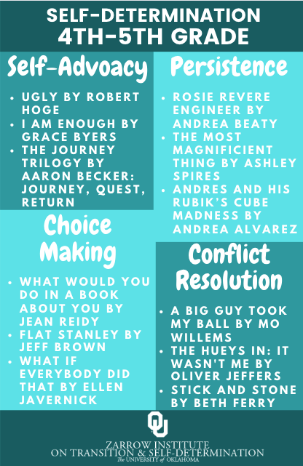 SELF-DETERMINATION
4TH-5TH GRADE
Self-Advoacy
• UGLY BY ROBERT
HOGE
• I AM ENOUGH BY
GRACE BYERS
• THE JOURNEY
TRILOGY BY
AARON BECKER:
JOURNEY, QUEST,
RETURN
Persistence
• ROSIE REVERE
ENGINEER BY
ANDREA BEATY
• THE MOST
MAGNIFICENT
THING BY ASHLEY
SPIRES
• ANDRES AND HIS
RUBIK'S CUBE
MADNESS BY
ANDREA ALVAREZ
Choice
Making
• WHAT WOULD YOU
DO IN A BOOK
ABOUT YOU BY
JEAN REIDY
• FLAT STANLEY BY
JEFF BROWN
• WHAT IF
EVERYBODY DID
THAT BY ELLEN
JAVERNICK
Conflict
Resolution
• A BIG GUY TOOK
MY BALL BY MO
WILLEMS
• THE HUEYS IN: IT
WASN'T ME BY
OLIVER JEFFERS
• STICK AND STONE
BY BETH FERRY
OU
ZARROW INSTITUTE
ON TRANSITION & SELF-DETERMINATION
The UNIVERSITY of OKLAHOMA